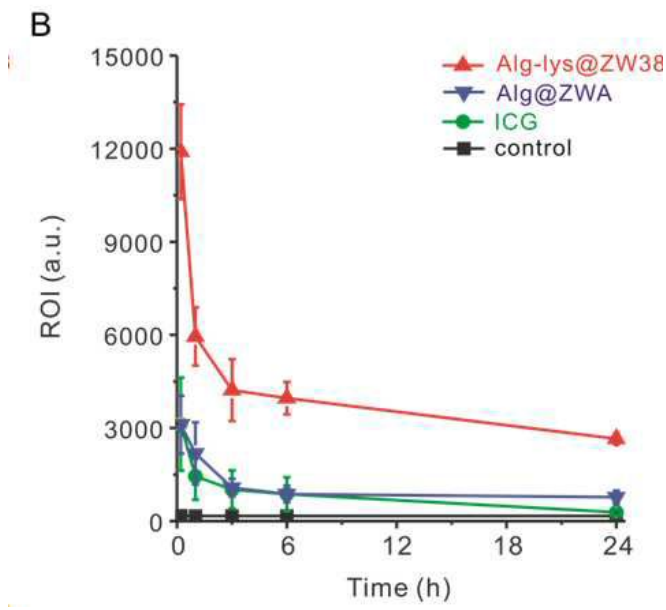 B
15000
12000
9000
6000
3000
0
ROI (a.u.)
Alg-lys@ZW38
Alg@ZWA
ICG
control
0 6 12 18 24
Time (h)